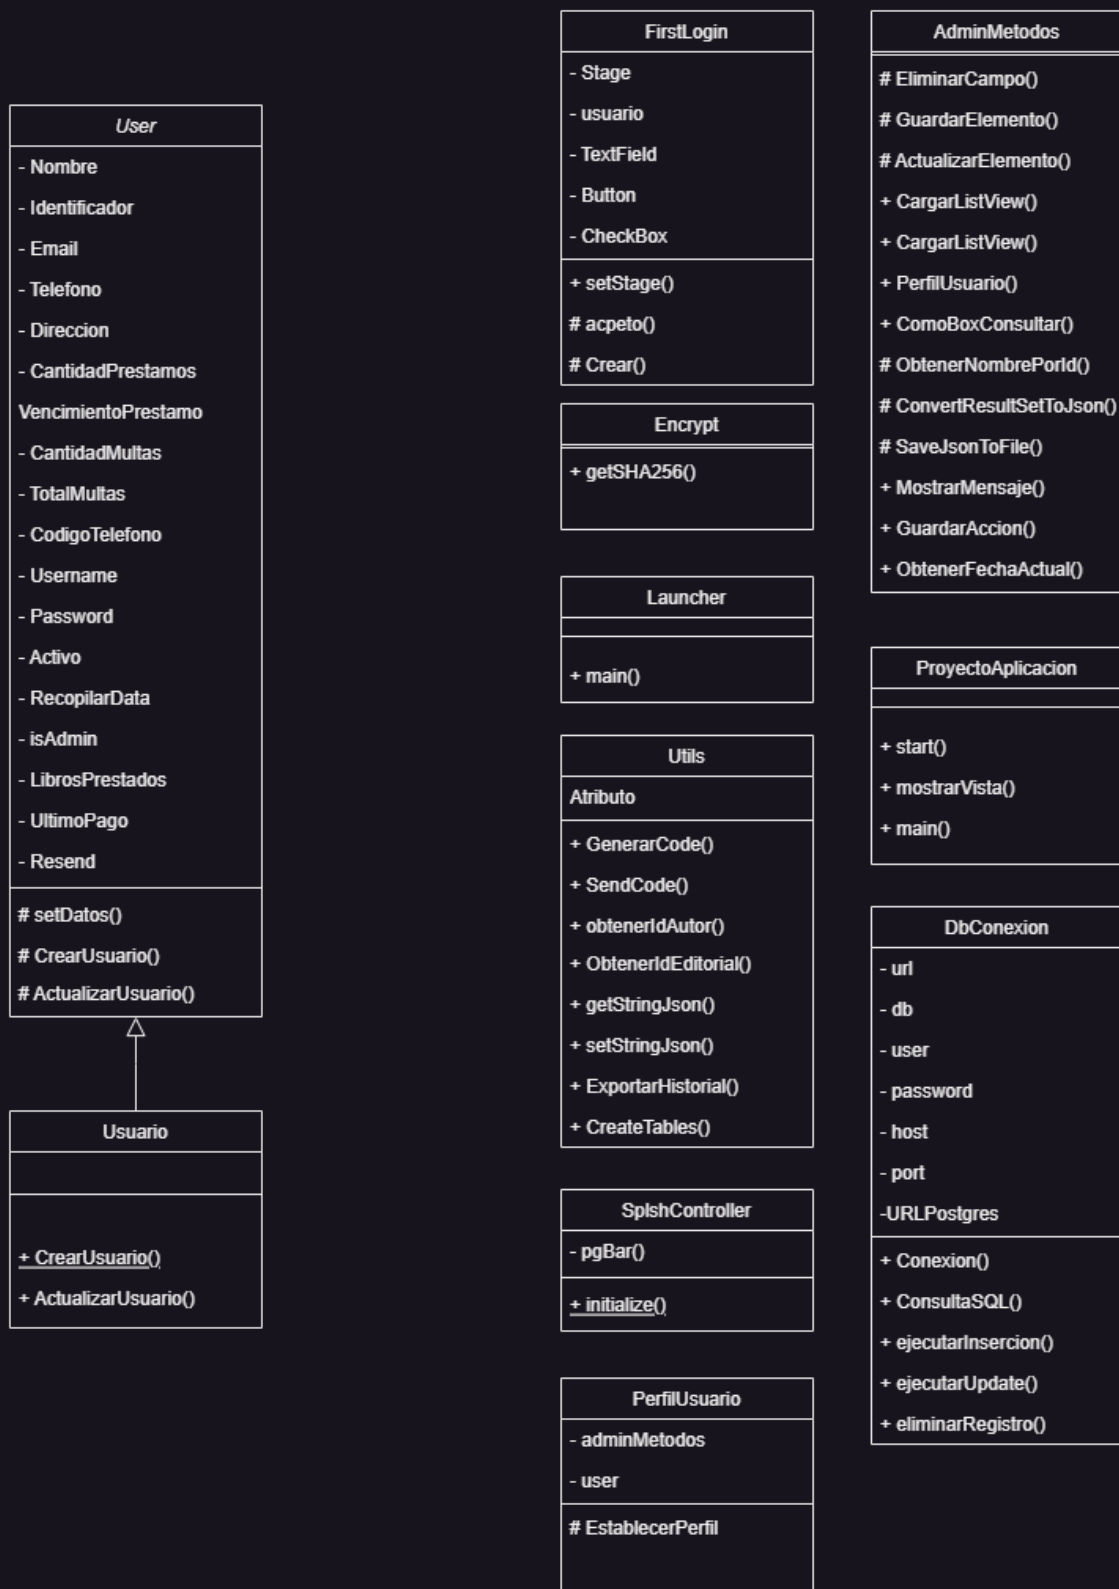 User
- Nombre
- Identificador
- Email
- Telefono
- Direccion
- CantidadPrestamos
VencimientoPrestamo
- CantidadMultas
- TotalMultas
- CodigoTelefono
- Username
- Password
- Activo
- RecopilarData
- isAdmin
- LibrosPrestados
- UltimoPago
- Resend
# setDatos()
# CrearUsuario()
# ActualizarUsuario()
Usuario
+ CrearUsuario()
+ ActualizarUsuario()
FirstLogin
- Stage
- usuario
- TextField
- Button
- CheckBox
+ setStage()
# acpeto()
# Crear()
Encrypt
+ getSHA256()
Launcher
+ main()
Utils
Atributo
+ GenerarCode()
+ SendCode()
+ obtenerIdAutor()
+ ObtenerIdEditorial()
+ getStringJson()
+ setStringJson()
+ ExportarHistorial()
+ CreateTables()
SplshController
- pgBar()
+ initialize()
PerfilUsuario
- adminMetodos
- user
# EstablecerPerfil
AdminMetodos
# EliminarCampo()
# GuardarElemento()
# ActualizarElemento()
+ CargarListView()
+ CargarListView()
+ PerfilUsuario()
+ ComoBoxConsultar()
# ObtenerNombrePorId()
# ConvertResultSetToJson()
# SaveJsonToFile()
+ MostrarMensaje()
+ GuardarAccion()
+ ObtenerFechaActual()
ProyectoAplicacion
+ start()
+ mostrarVista()
+ main()
DbConexion
- url
- db
- user
- password
- host
- port
-URLPostgres
+ Conexion()
+ ConsultaSQL()
+ ejecutarInsercion()
+ ejecutarUpdate()
+ eliminarRegistro()